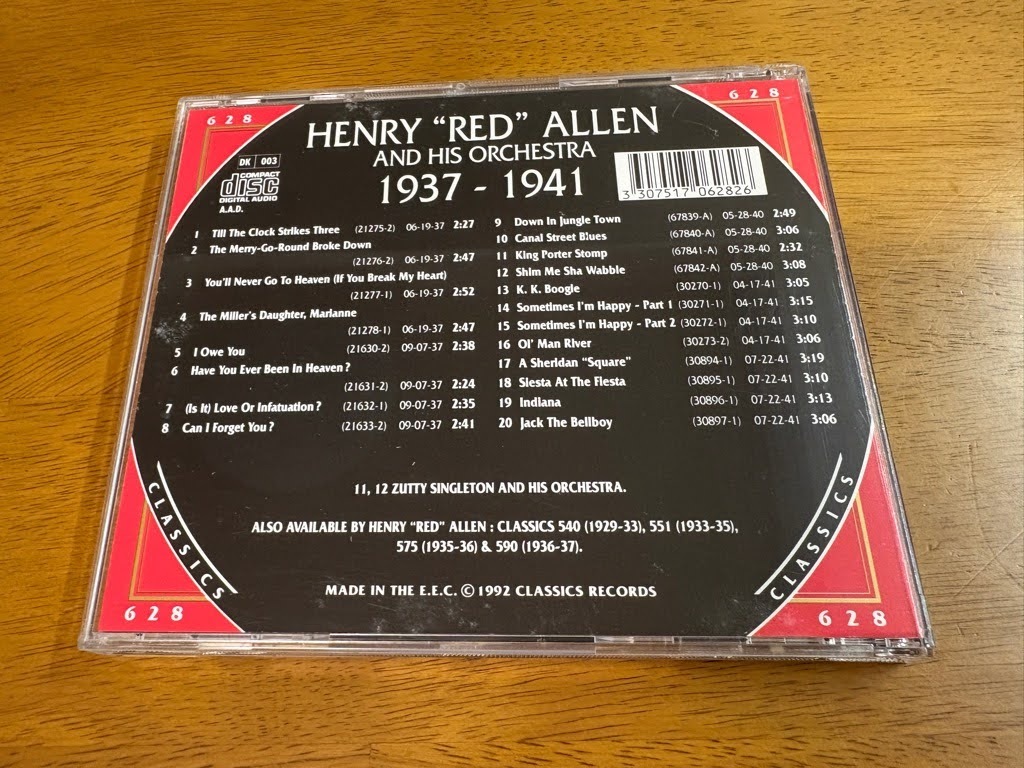 628
628
HENRY "RED" ALLEN
AND HIS ORCHESTRA
1937 - 1941
DK 003
COMPACT
disc
DIGITAL AUDIO
A.A.D.
3 307517 062826
1 Till The Clock Strikes Three (21275-2) 06-19-37 2:27
2 The Merry-Go-Round Broke Down
(21276-2) 06-19-37 2:47
3 You'll Never Go To Heaven (If You Break My Heart)
(21277-1) 06-19-37 2:52
4 The Miller's Daughter, Marianne
(21278-1) 06-19-37 2:47
5 I Owe You (21630-2) 09-07-37 2:38
6 Have You Ever Been In Heaven?
(21631-2) 09-07-37 2:24
7 (Is It) Love Or Infatuation? (21632-1) 09-07-37 2:35
8 Can I Forget You? (21633-2) 09-07-37 2:41
9 Down In Jungle Town (67839-A) 05-28-40 2:49
10 Canal Street Blues (67840-A) 05-28-40 3:06
11 King Porter Stomp (67841-A) 05-28-40 2:32
12 Shim Me Sha Wabble (67842-A) 05-28-40 3:08
13 K. K. Boogie (30270-1) 04-17-41 3:05
14 Sometimes I'm Happy - Part 1 (30271-1) 04-17-41 3:15
15 Sometimes I'm Happy - Part 2 (30272-1) 04-17-41 3:10
16 Ol' Man River (30273-2) 04-17-41 3:06
17 A Sheridan "Square" (30894-1) 07-22-41 3:19
18 Siesta At The Fiesta (30895-1) 07-22-41 3:10
19 Indiana (30896-1) 07-22-41 3:13
20 Jack The Bellboy (30897-1) 07-22-41 3:06
11, 12 ZUTTY SINGLETON AND HIS ORCHESTRA.
ALSO AVAILABLE BY HENRY "RED" ALLEN : CLASSICS 540 (1929-33), 551 (1933-35),
575 (1935-36) & 590 (1936-37).
MADE IN THE E.E.C. © 1992 CLASSICS RECORDS
CLASSICS
CLASSICS
628
628